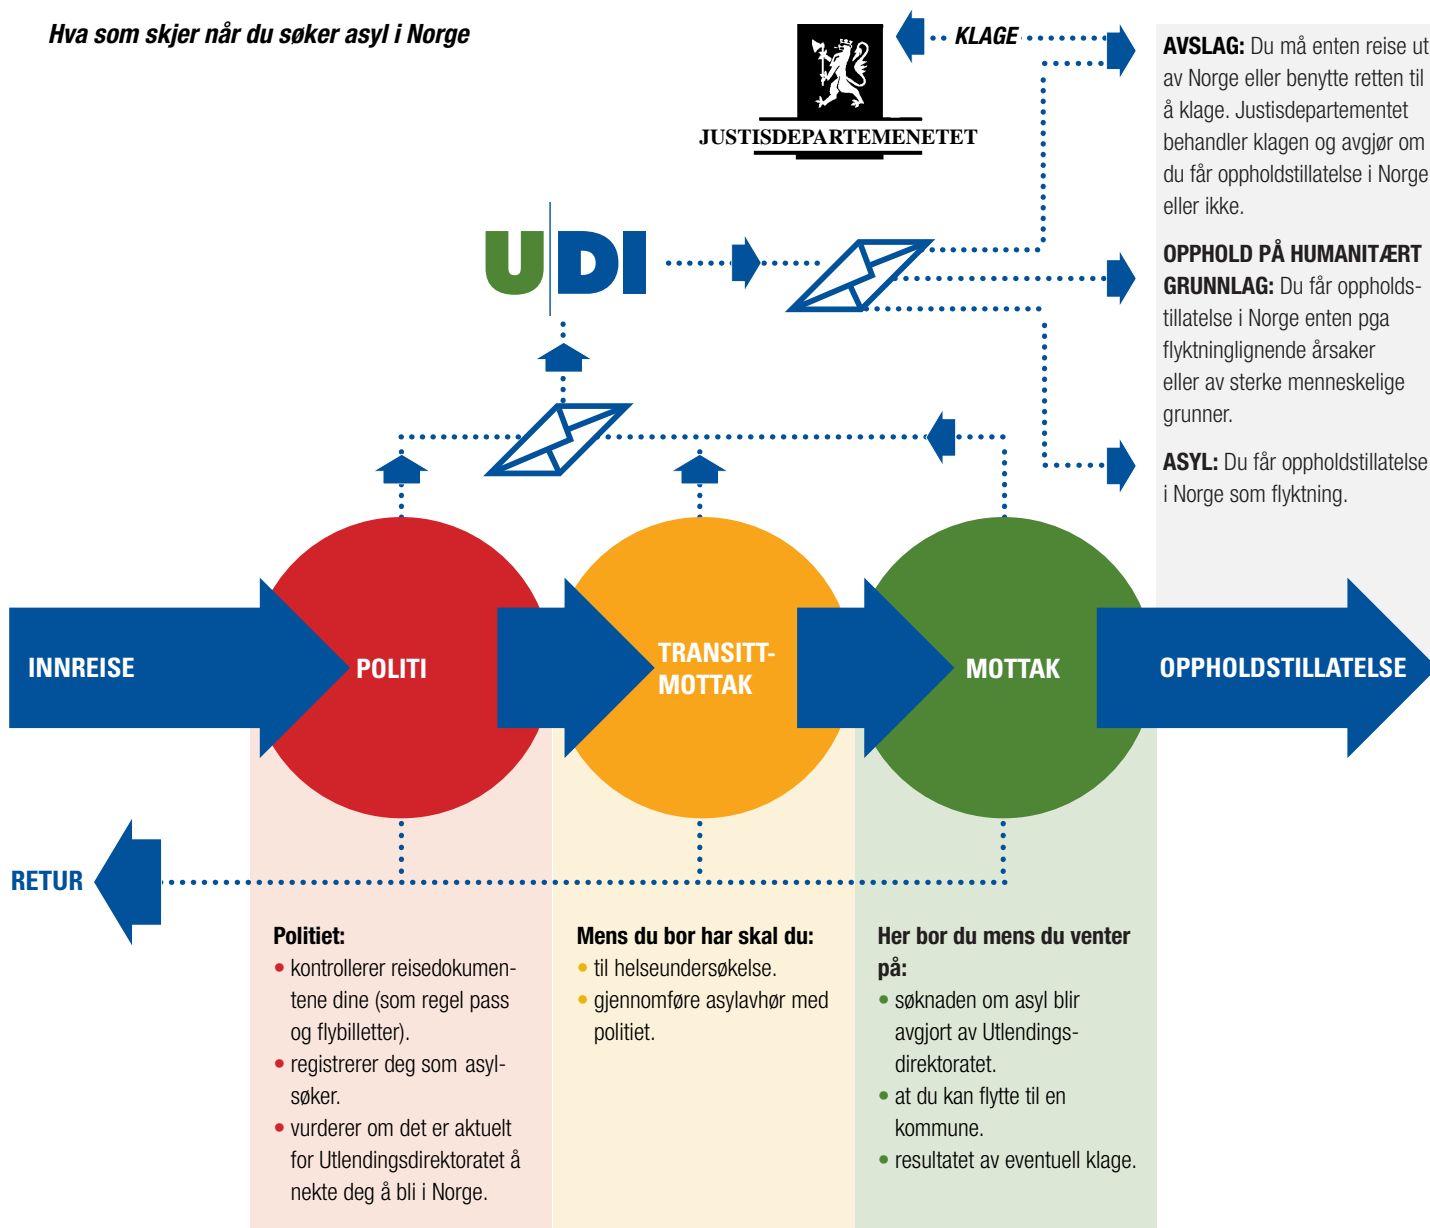 Hva som skjer når du søker asyl i Norge
KLAGE
JUSTISDEPARTEMENETET
AVSLAG: Du må enten reise ut
av Norge eller benytte retten til
å klage. Justisdepartementet
behandler klagen og avgjør om
du får oppholdstillatelse i Norge
eller ikke.
UDI
OPPHOLD PÅ HUMANITÆRT
GRUNNLAG: Du får oppholds-
tillatelse i Norge enten pga
flyktninglignende årsaker
eller av sterke menneskelige
grunner.
ASYL: Du får oppholdstillatelse
i Norge som flyktning.
INNREISE
POLITI
TRANSITT-
MOTTAK
MOTTAK
OPPHOLDSTILLATELSE
RETUR
Politiet:
• kontrollerer reisedokumen-
tene dine (som regel pass
og flybilletter).
• registrerer deg som asyl-
søker.
• vurderer om det er aktuelt
for Utlendingsdirektoratet å
nekte deg å bli i Norge.
Mens du bor har skal du:
• til helseundersøkelse.
• gjennomføre asylavhør med
politiet.
Her bor du mens du venter
på:
• søknaden om asyl blir
avgjort av Utlendings-
direktoratet.
• at du kan flytte til en
kommune.
• resultatet av eventuell klage.